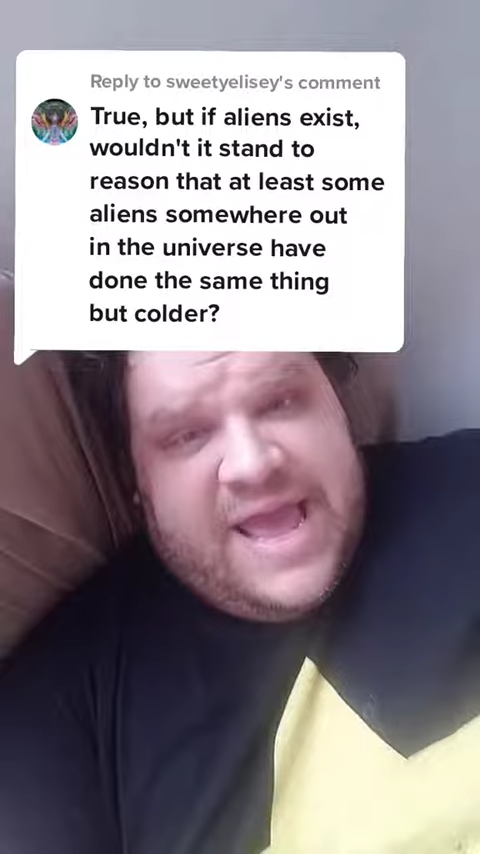 Reply to sweetyelisey's comment
True, but if aliens exist,
wouldn't it stand to
reason that at least some
aliens somewhere out
in the universe have
done the same thing
but colder?